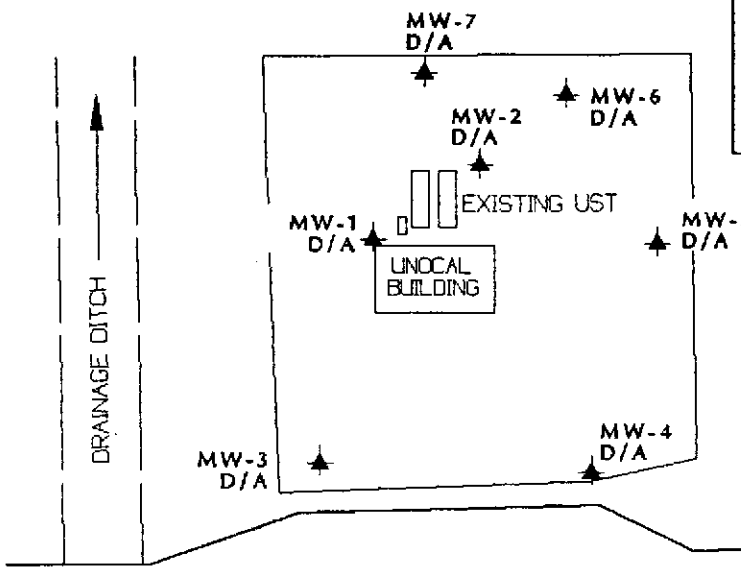 MW-7
D/A
MW-6
D/A
MW-2
D/A
EXISTING UST
MW-1
D/A
MW-
D/A
UNOCAL
BUILDING
DRAINAGE DITCH
MW-3
D/A
MW-4
D/A